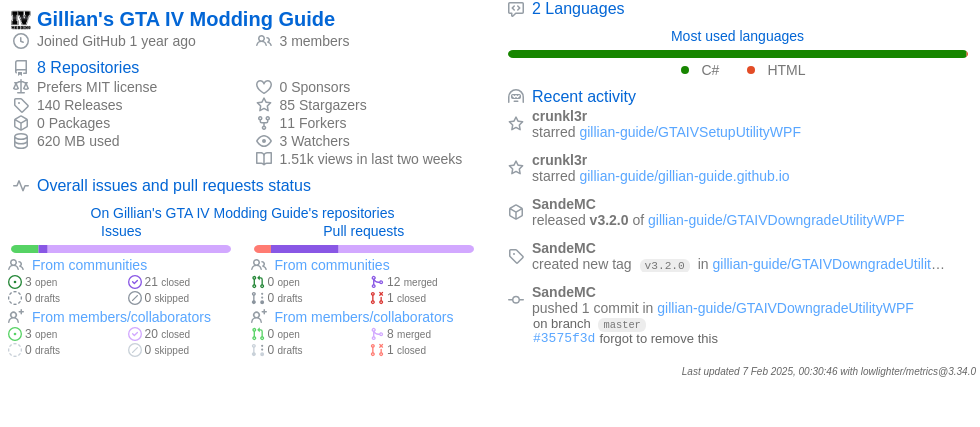 IV
Gillian's GTA IV Modding Guide
Joined GitHub 1 year ago
3 members
8 Repositories
Prefers MIT license
140 Releases
0 Packages
620 MB used
0 Sponsors
85 Stargazers
11 Forkers
3 Watchers
1.51k views in last two weeks
Overall issues and pull requests status
On Gillian's GTA IV Modding Guide's repositories
Issues
From communities
3 open
21 closed
0 drafts
0 skipped
From members/collaborators
3 open
20 closed
0 drafts
0 skipped
Pull requests
From communities
0 open
12 merged
0 drafts
1 closed
From members/collaborators
0 open
8 merged
0 drafts
1 closed
2 Languages
Most used languages
C# HTML
Recent activity
crunkl3r
starred gillian-guide/GTAIVSetupUtilityWPF
crunkl3r
starred gillian-guide/gillian-guide.github.io
SandeMC
released v3.2.0 of gillian-guide/GTAIVDowngradeUtilityWPF
SandeMC
created new tag v3.2.0 in gillian-guide/GTAIVDowngradeUtilit…
SandeMC
pushed 1 commit in gillian-guide/GTAIVDowngradeUtilityWPF
on branch master
#3575f3d forgot to remove this
Last updated 7 Feb 2025, 00:30:46 with lowlighter/metrics@3.34.0